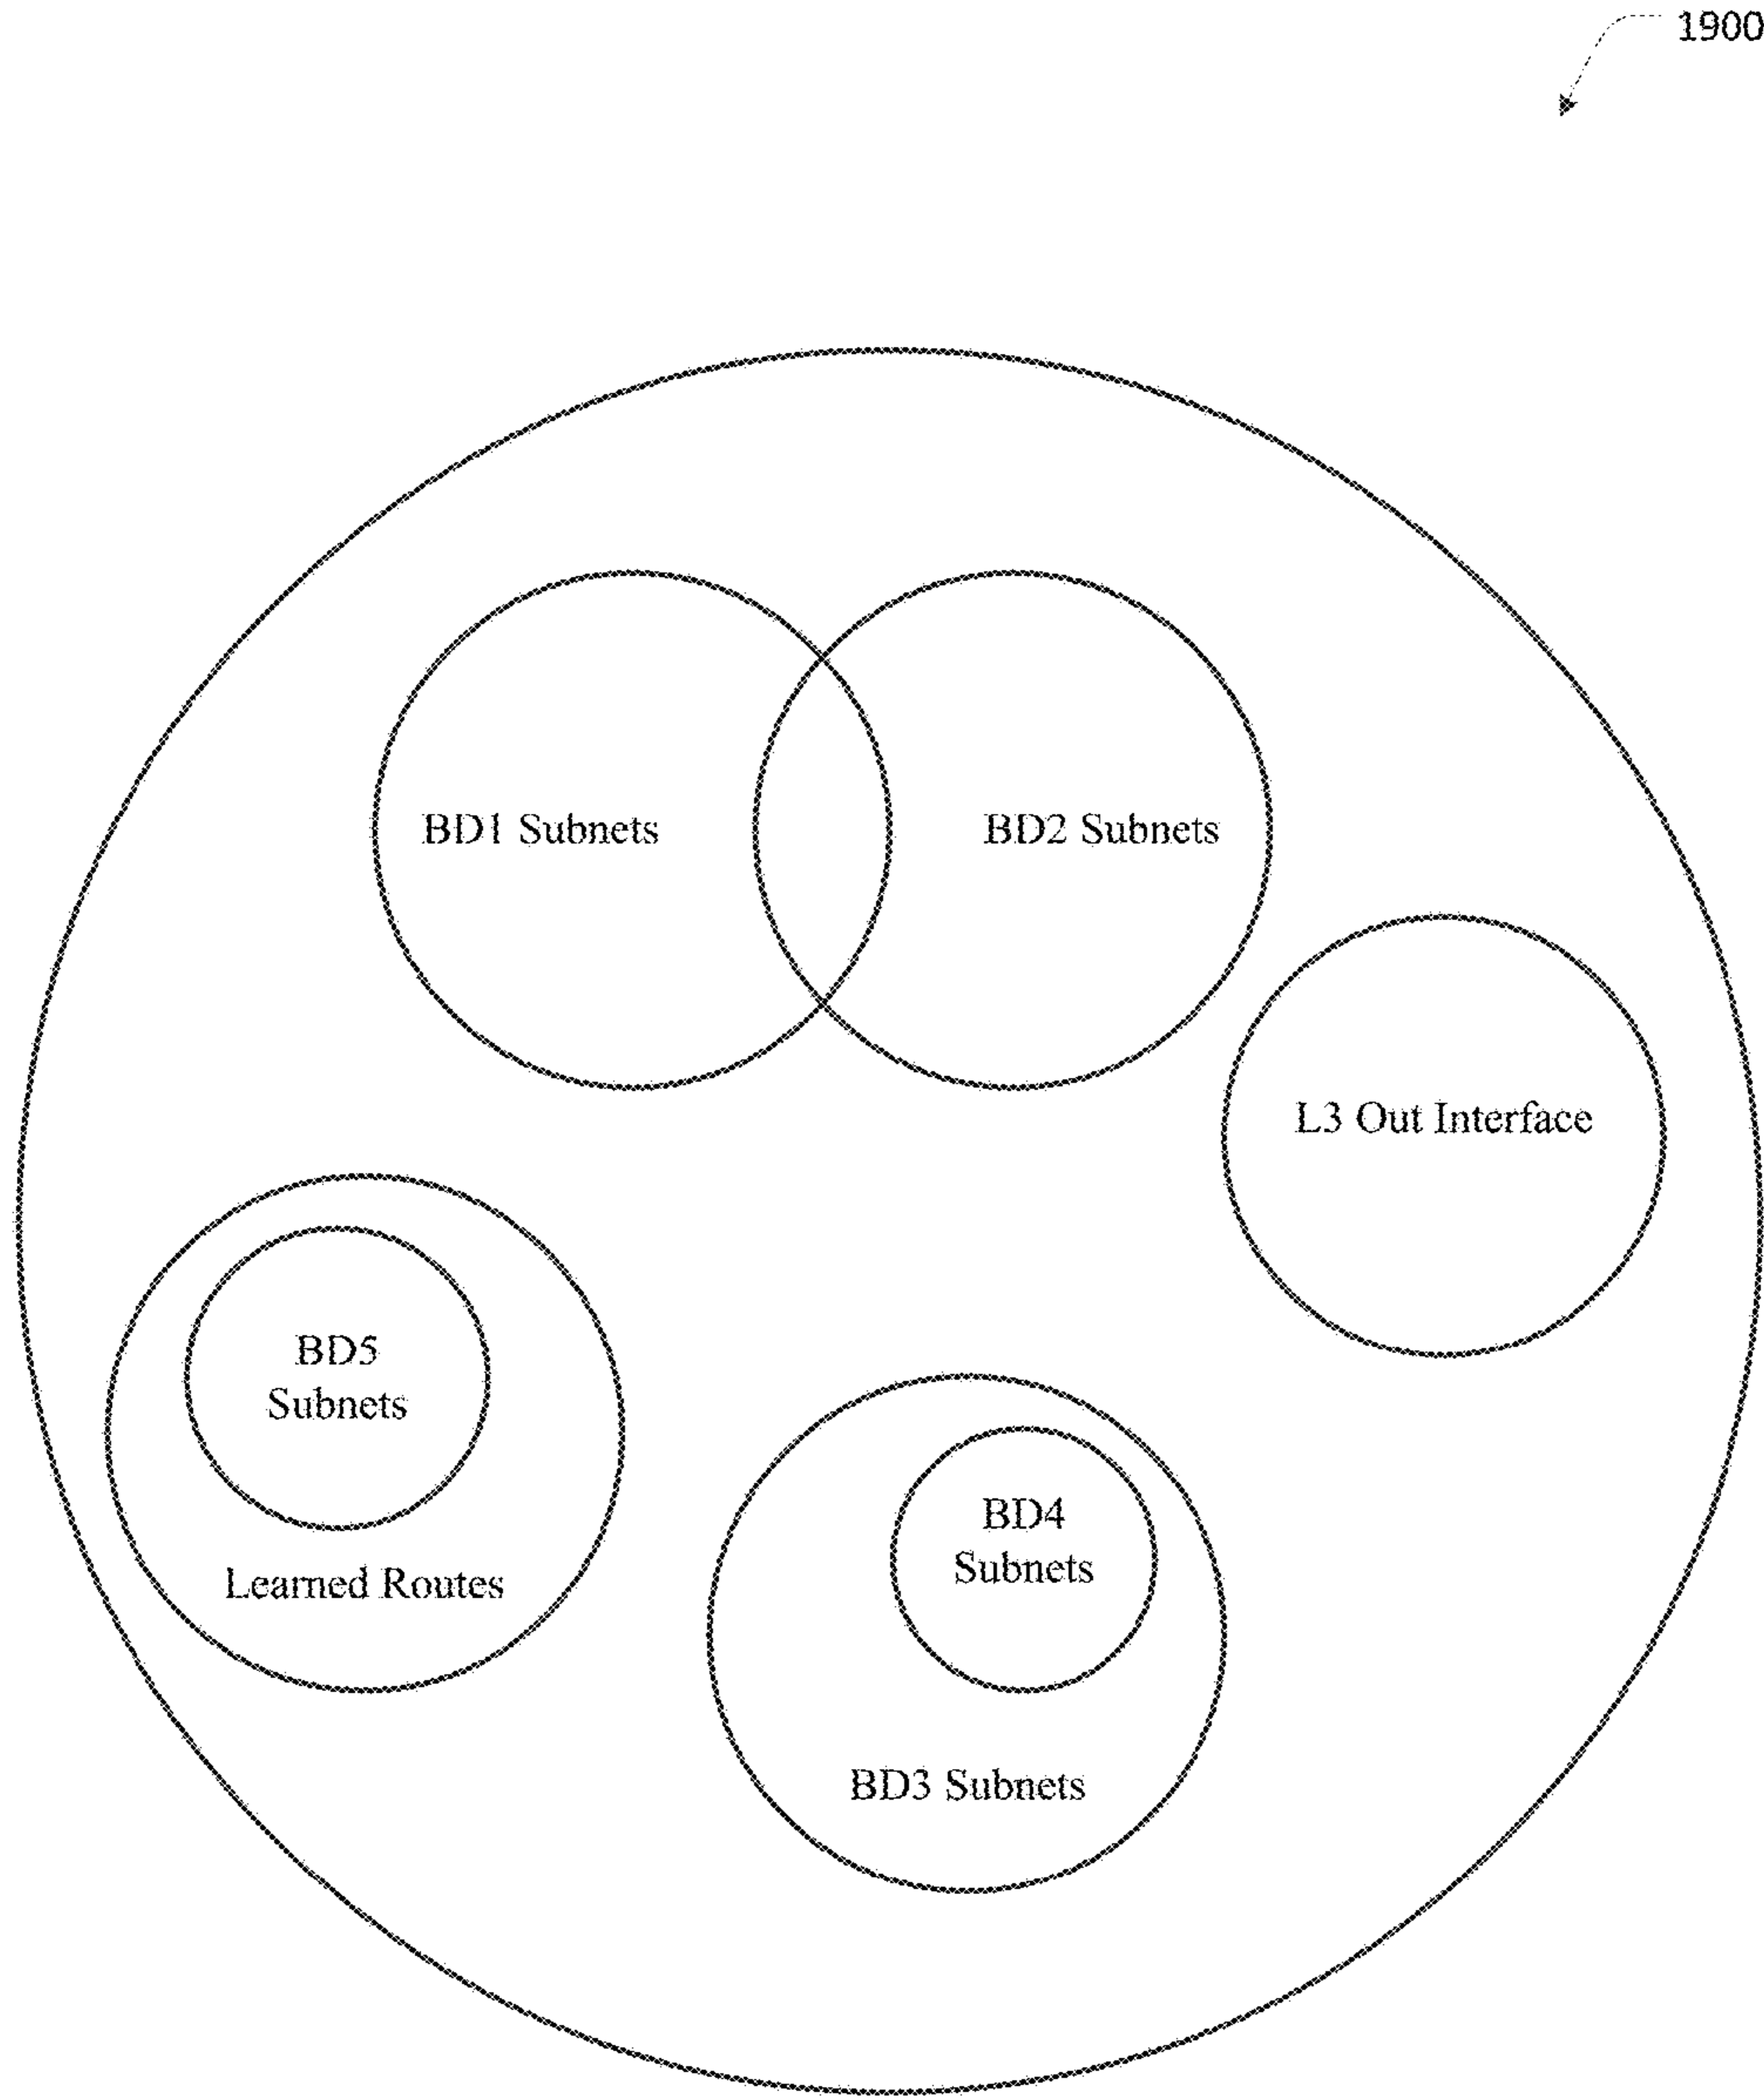 1900
BD1 Subnets
BD2 Subnets
L3 Out Interface
BD5
Subnets
Learned Routes
BD4
Subnets
BD3 Subnets